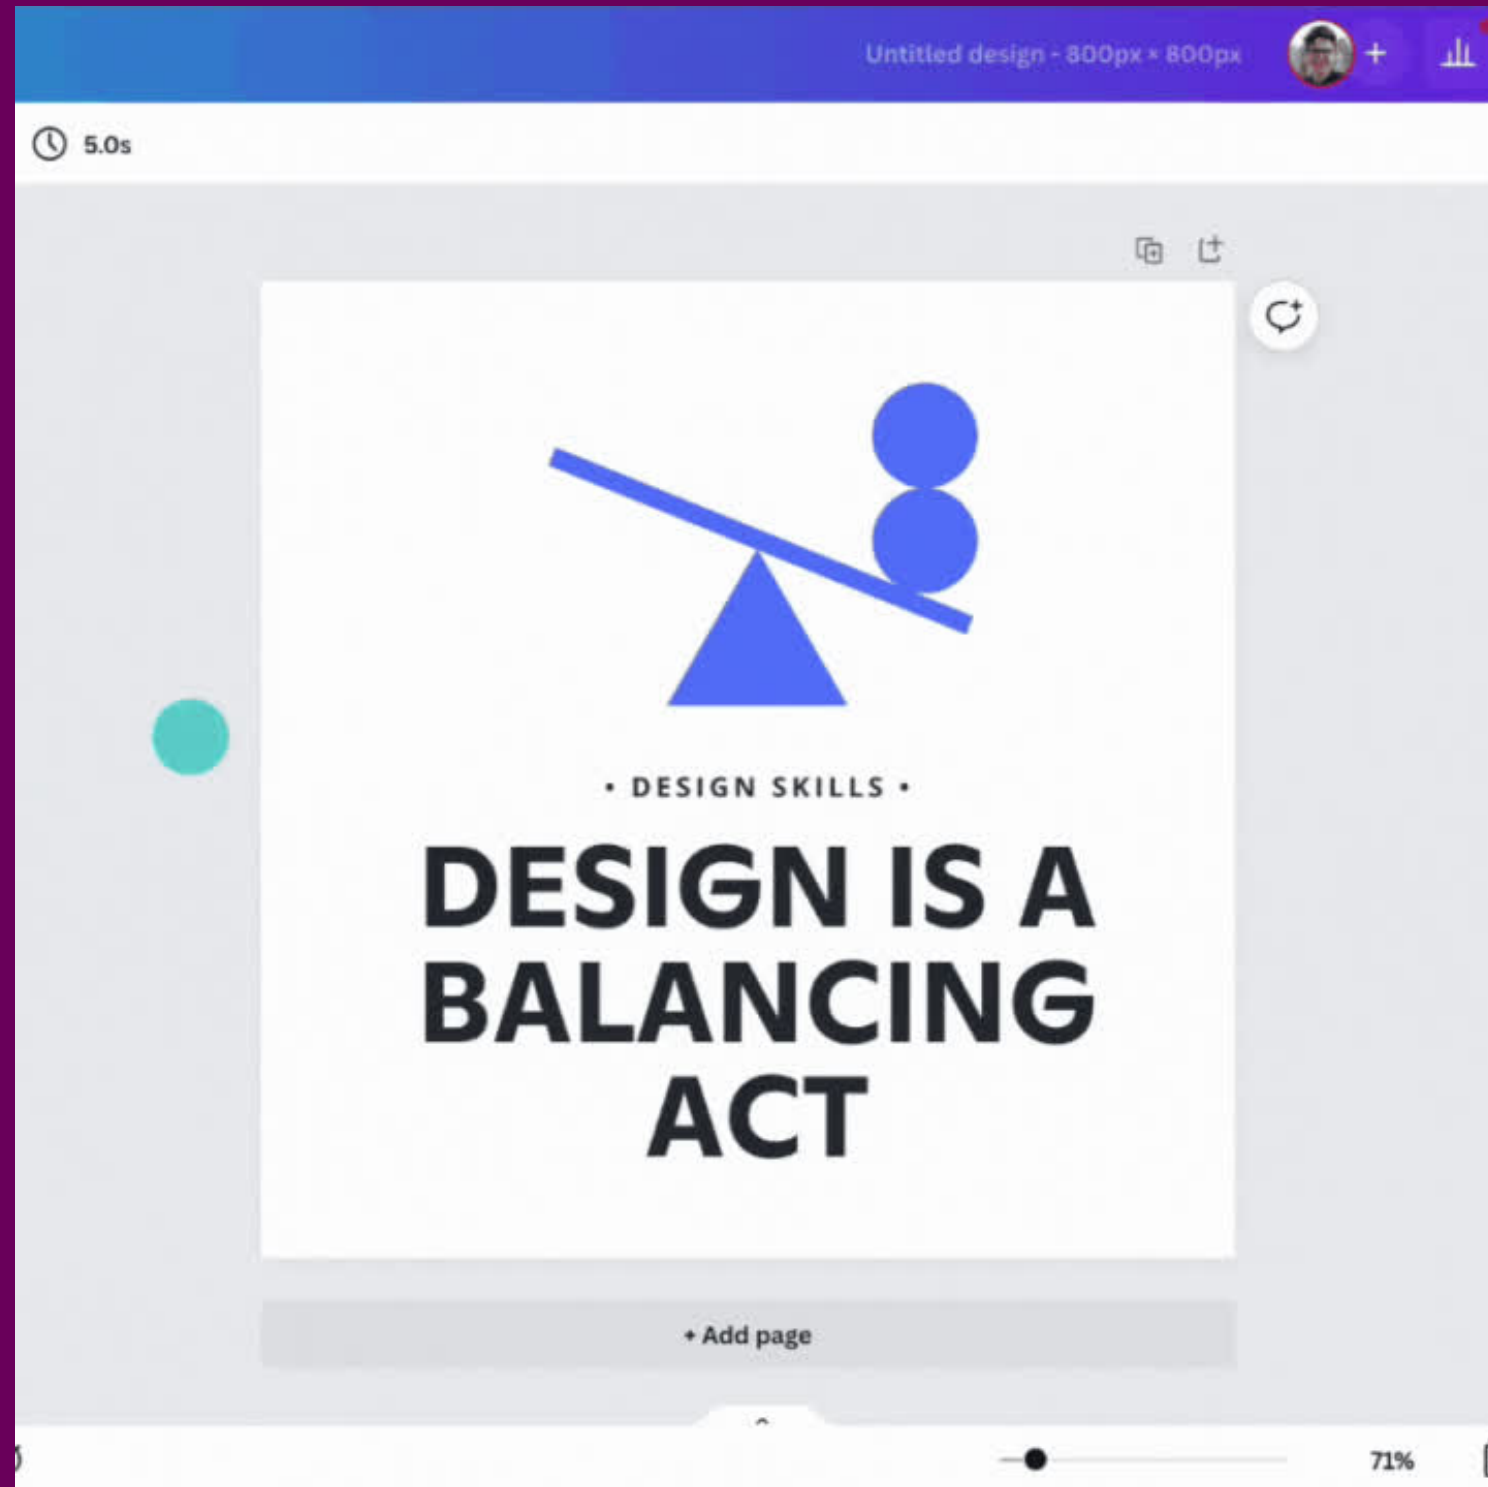 Untitled design - 800px × 800px
5.0s
• DESIGN SKILLS •
DESIGN IS A
BALANCING
ACT
+ Add page
71%